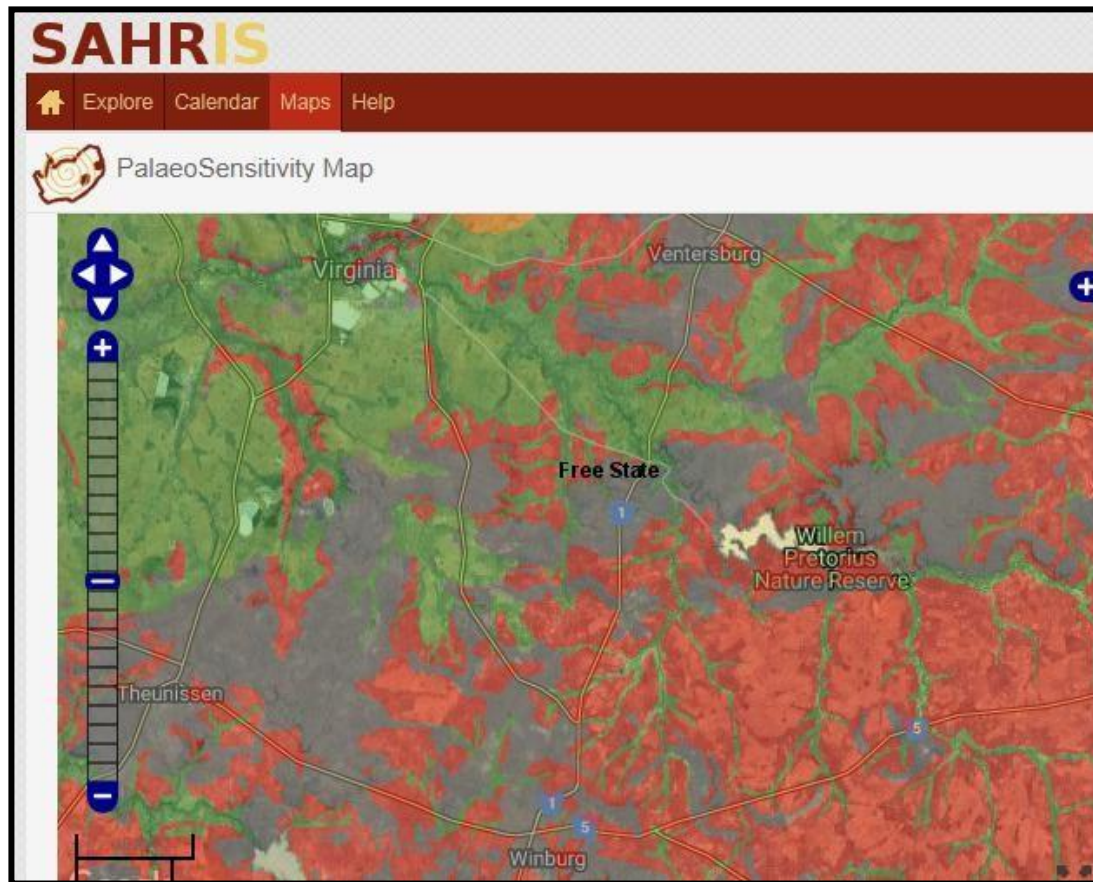 SAHRIS
Explore Calendar Maps Help
PalaeoSensitivity Map
Virginia
Ventersburg
Free State
1
Willem
Pretorius
Nature Reserve
Theunissen
5
1
5
Winburg